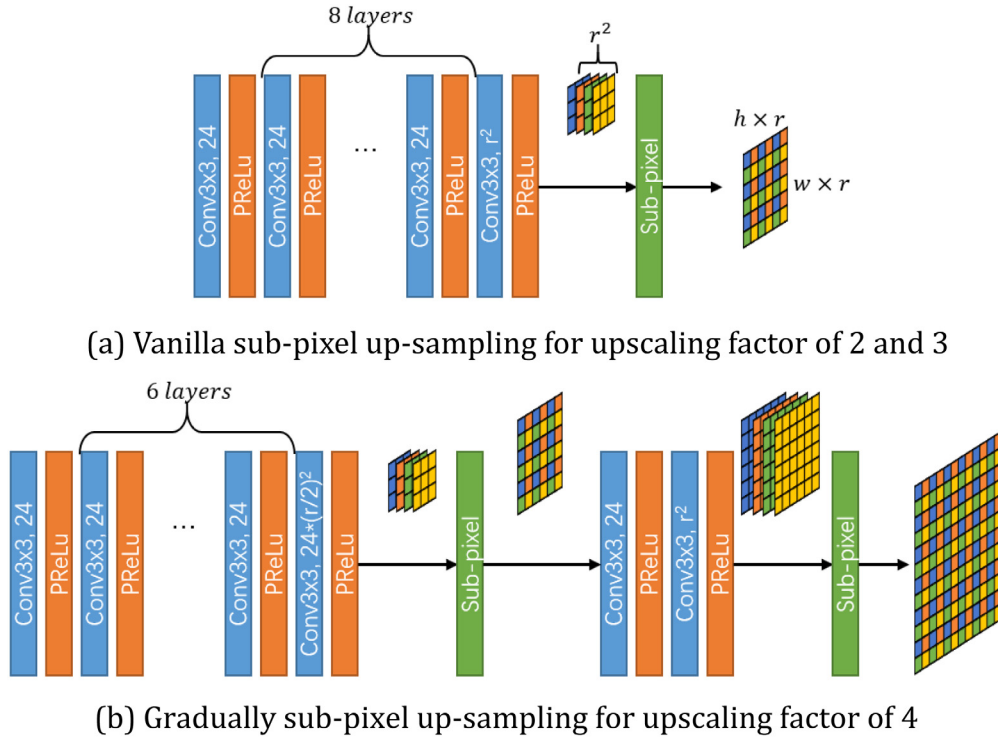 8 layers
r²
Conv3x3, 24
PReLu
Conv3x3, 24
PReLu
...
Conv3x3, 24
PReLu
Conv3x3, r²
PReLu
Sub-pixel
h × r
w × r
(a) Vanilla sub-pixel up-sampling for upscaling factor of 2 and 3
6 layers
Conv3x3, 24
PReLu
Conv3x3, 24
PReLu
...
Conv3x3, 24
PReLu
Conv3x3, 24*(r/2)²
PReLu
Sub-pixel
Conv3x3, 24
PReLu
Conv3x3, r²
PReLu
Sub-pixel
(b) Gradually sub-pixel up-sampling for upscaling factor of 4